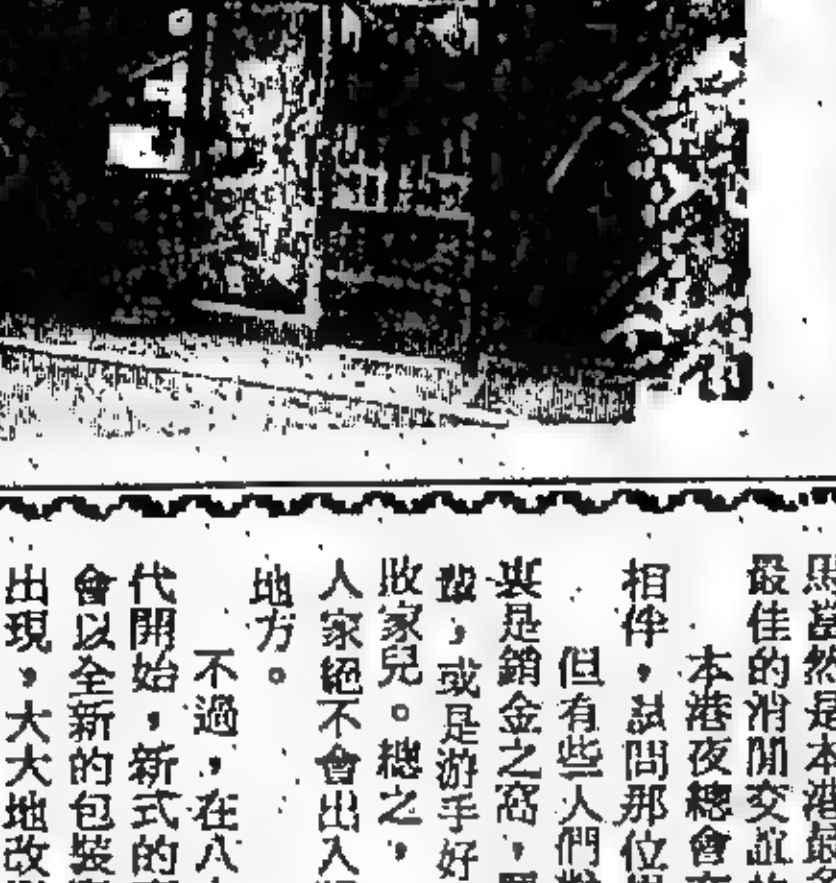 然是本港最
最佳的消閒交誼
本港夜總會
相伴，試問那位
但有些人們
裏是銷金之窩，
輩，或是游手好
敗家兒。總之，
人家絕不會出入
地方。
不過，在八
代開始，新式的
會以全新的包裝
出現，大大地改